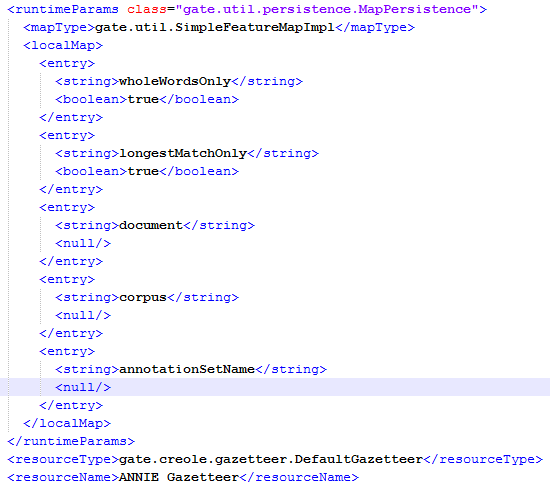 <runtimeParams class="gate.util.persistence.MapPersistence">
<mapType>gate.util.SimpleFeatureMapImpl</mapType>
<localMap>
<entry>
<string>wholeWordsOnly</string>
<boolean>true</boolean>
</entry>
<entry>
<string>longestMatchOnly</string>
<boolean>true</boolean>
</entry>
<entry>
<string>document</string>
<null/>
</entry>
<entry>
<string>corpus</string>
<null/>
</entry>
<entry>
<string>annotationSetName</string>
<null/>
</entry>
</localMap>
</runtimeParams>
<resourceType>gate.creole.gazetteer.DefaultGazetteer</resourceType>
<resourceName>ANNIE Gazetteer</resourceName>